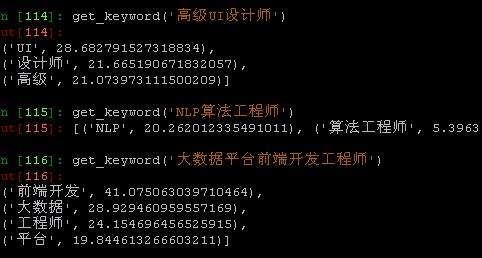 n [114]: get_keyword('高级UI设计师')
ut[114]:
('UI', 28.682791527318834),
('设计师', 21.665190671832057),
('高级', 21.073973111500209)]
n [115]: get_keyword('NLP算法工程师')
ut[115]: [('NLP', 20.262012335491011), ('算法工程师', 5.3963
n [116]: get_keyword('大数据平台前端开发工程师')
ut[116]:
('前端开发', 41.075063039710464),
('大数据', 28.929460959557169),
('工程师', 24.154696456525915),
('平台', 19.844613266603211)]